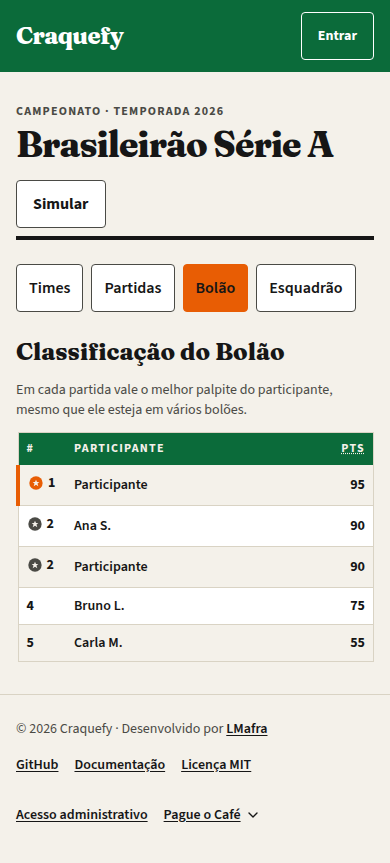 Craquefy
Entrar
CAMPEONATO · TEMPORADA 2026
Brasileirão Série A
Simular
Times Partidas Bolão Esquadrão
Classificação do Bolão
Em cada partida vale o melhor palpite do participante,
mesmo que ele esteja em vários bolões.
# PARTICIPANTE PTS
1 Participante 95
2 Ana S. 90
2 Participante 90
4 Bruno L. 75
5 Carla M. 55
© 2026 Craquefy · Desenvolvido por LMafra
GitHub Documentação Licença MIT
Acesso administrativo Pague o Café